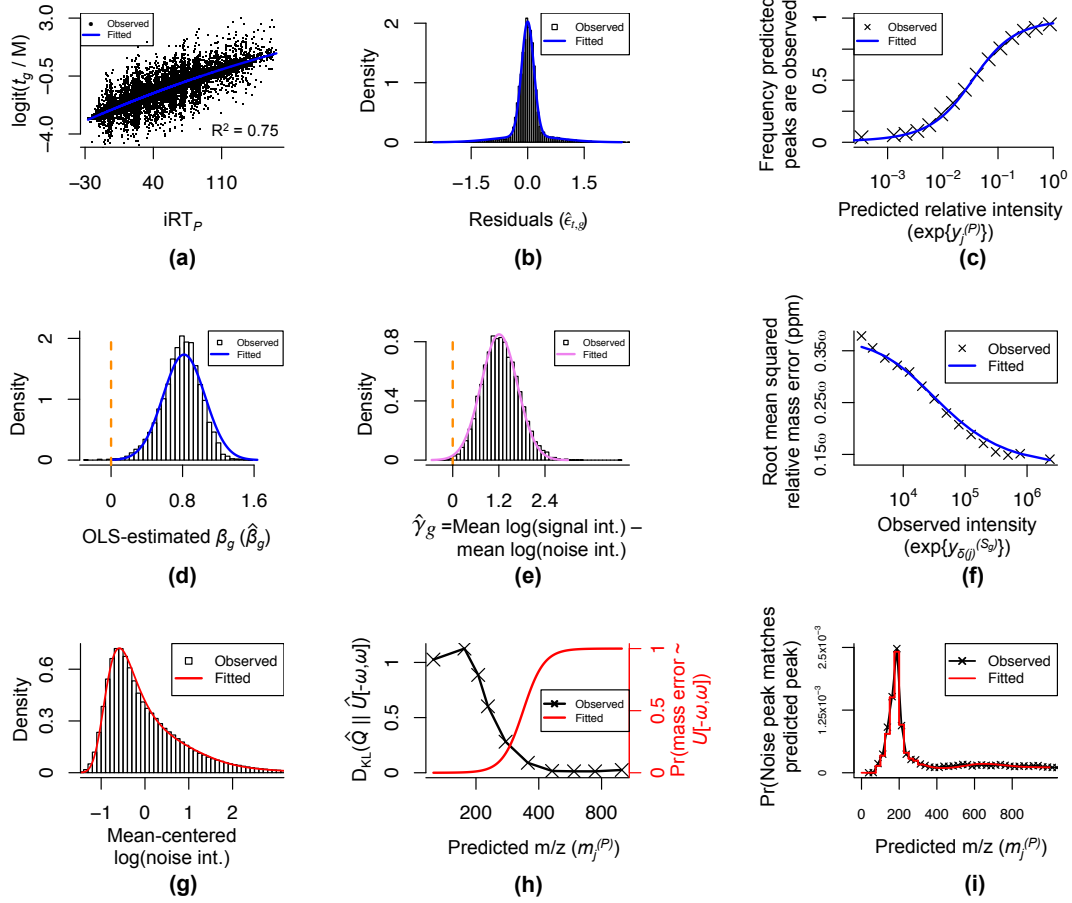 logit(t_g / M)
3.0
−0.5
−4.0
Observed
Fitted
R² = 0.75
−30 40 110
iRT_P
(a)
Density
2
1
0
Observed
Fitted
−1.5 0.0 1.5
Residuals (ϵ̂_{t,g})
(b)
Frequency predicted
peaks are observed
1
0.5
0
Observed
Fitted
10⁻³ 10⁻² 10⁻¹ 10⁰
Predicted relative intensity
(exp{y_j^(P)})
(c)
Density
2
1
0
Observed
Fitted
0 0.8 1.6
OLS-estimated β_g (β̂_g)
(d)
Density
0.8
0.4
0
Observed
Fitted
0 1.2 2.4
γ̂_g =Mean log(signal int.) −
mean log(noise int.)
(e)
Root mean squared
relative mass error (ppm)
0.35ω
0.25ω
0.15ω
Observed
Fitted
10⁴ 10⁵ 10⁶
Observed intensity
(exp{y_{δ(j)}^(S_g)})
(f)
Density
0.6
0.3
0
Observed
Fitted
−1 0 1 2
Mean-centered
log(noise int.)
(g)
D_KL(Q̂ || Û[-ω,ω])
1
0.5
0
Observed
Fitted
1
0.5
0
Pr(mass error ~
U[-ω,ω])
200 400 800
Predicted m/z (m_j^(P))
(h)
Pr(Noise peak matches
predicted peak)
2.5x10⁻³
1.25x10⁻³
0
Observed
Fitted
0 200 400 600 800
Predicted m/z (m_j^(P))
(i)